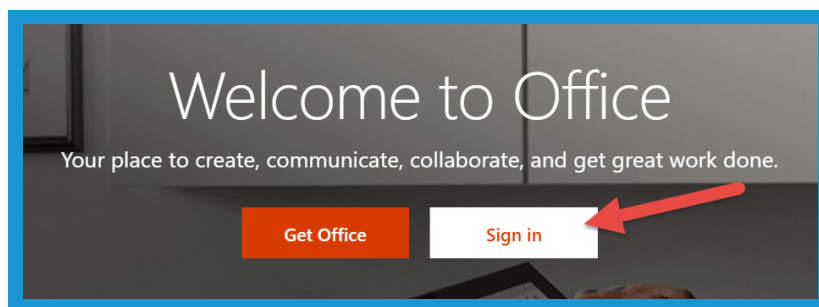 Welcome to Office
Your place to create, communicate, collaborate, and get great work done.
Get Office
Sign in